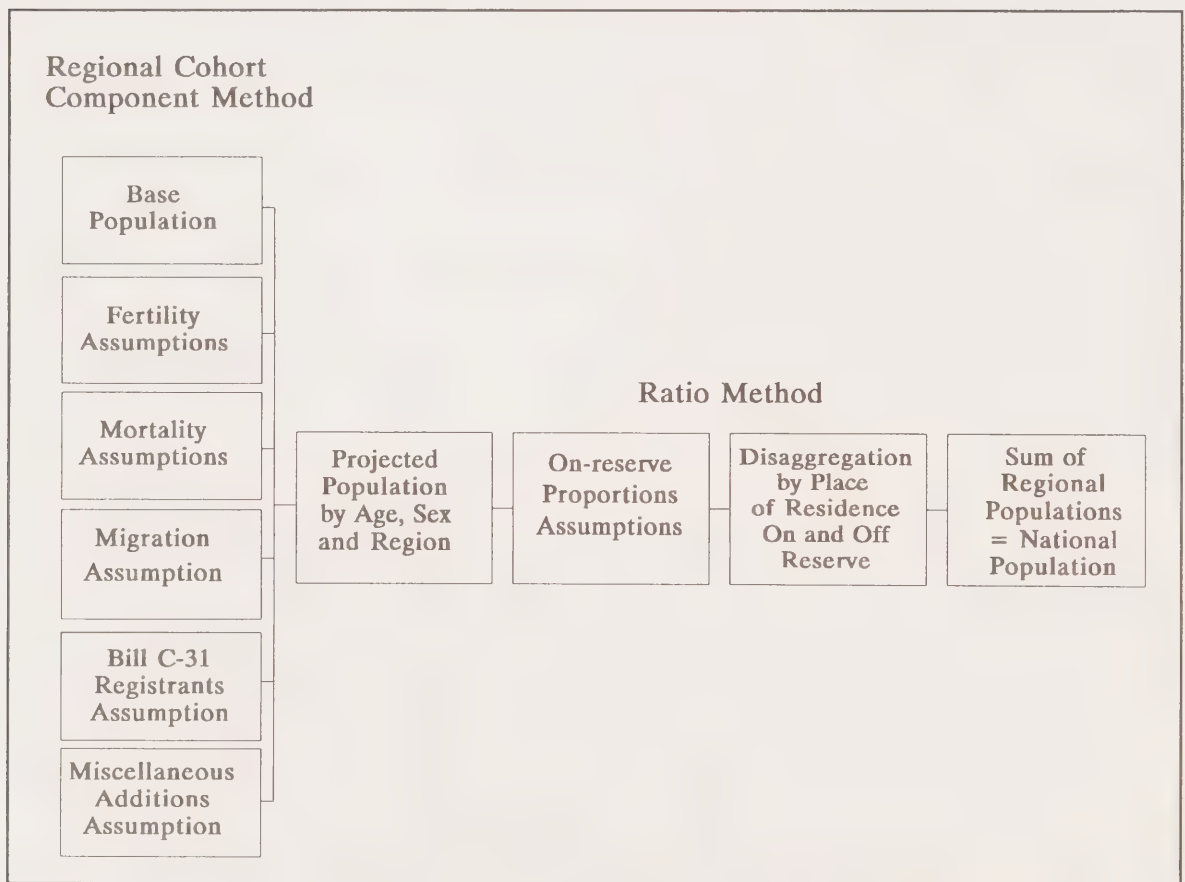 Regional Cohort
Component Method
Base
Population
Fertility
Assumptions
Mortality
Assumptions
Migration
Assumption
Bill C-31
Registrants
Assumption
Miscellaneous
Additions
Assumption
Projected
Population
by Age, Sex
and Region
Ratio Method
On-reserve
Proportions
Assumptions
Disaggregation
by Place
of Residence
On and Off
Reserve
Sum of
Regional
Populations
= National
Population